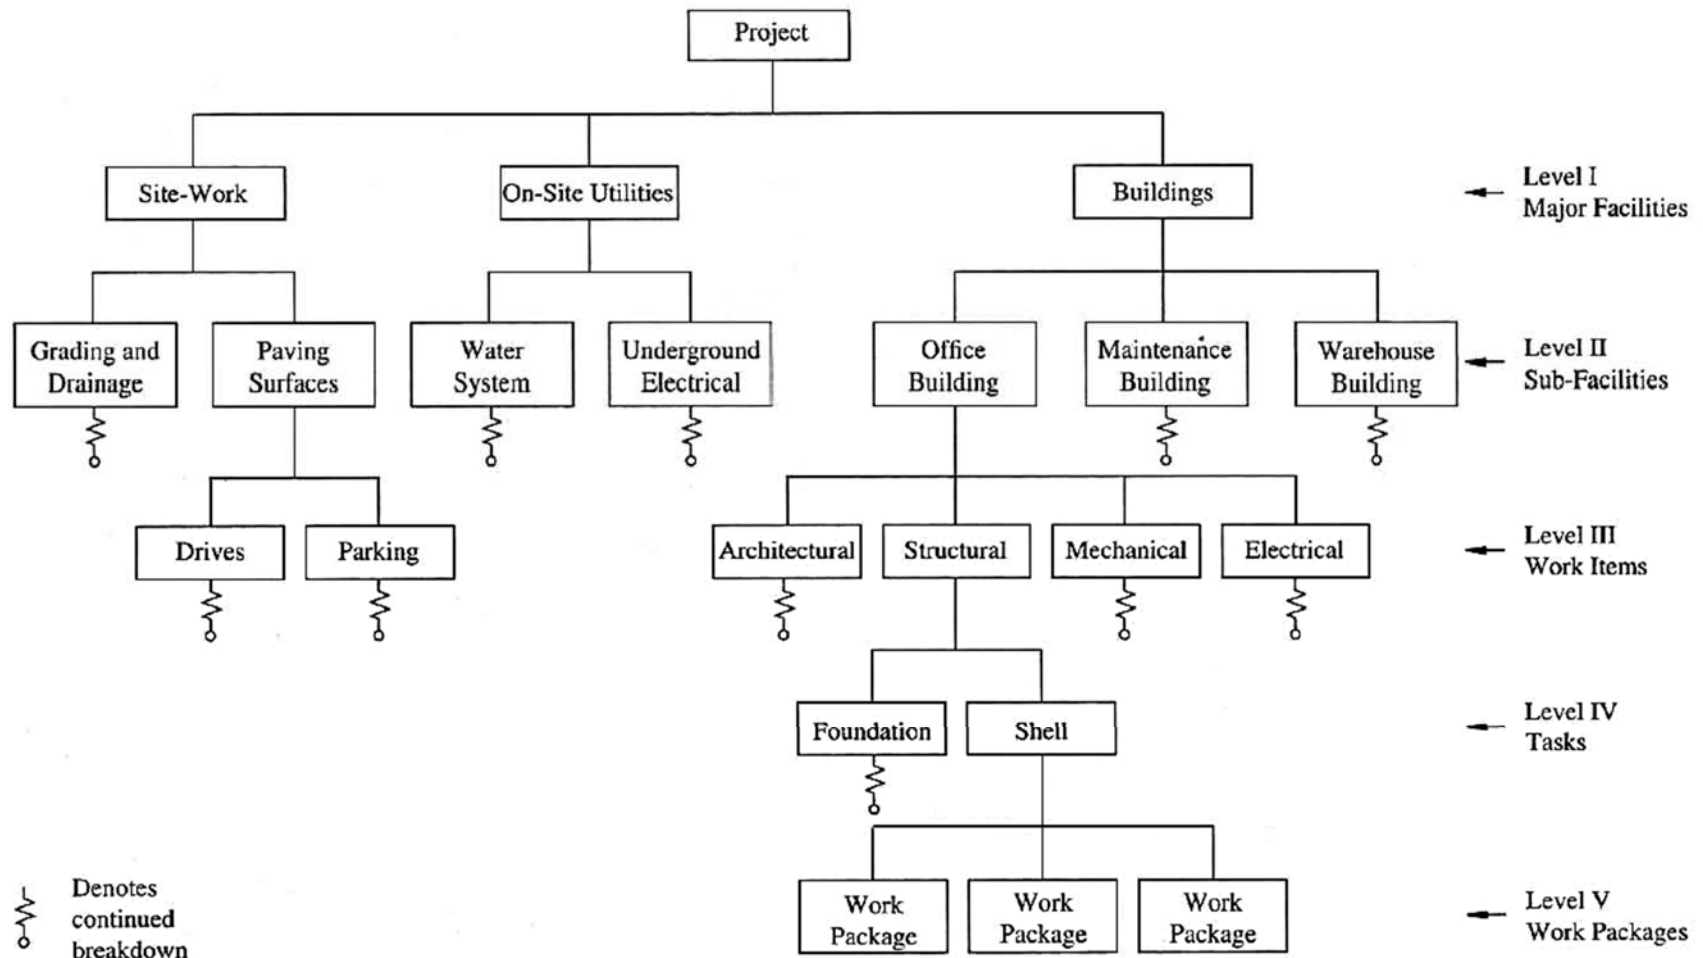 Project
Site-Work
On-Site Utilities
Buildings
Level I
Major Facilities
Grading and
Drainage
Paving
Surfaces
Water
System
Underground
Electrical
Office
Building
Maintenance
Building
Warehouse
Building
Level II
Sub-Facilities
Drives
Parking
Architectural
Structural
Mechanical
Electrical
Level III
Work Items
Foundation
Shell
Level IV
Tasks
Work
Package
Work
Package
Work
Package
Level V
Work Packages
Denotes
continued
breakdown